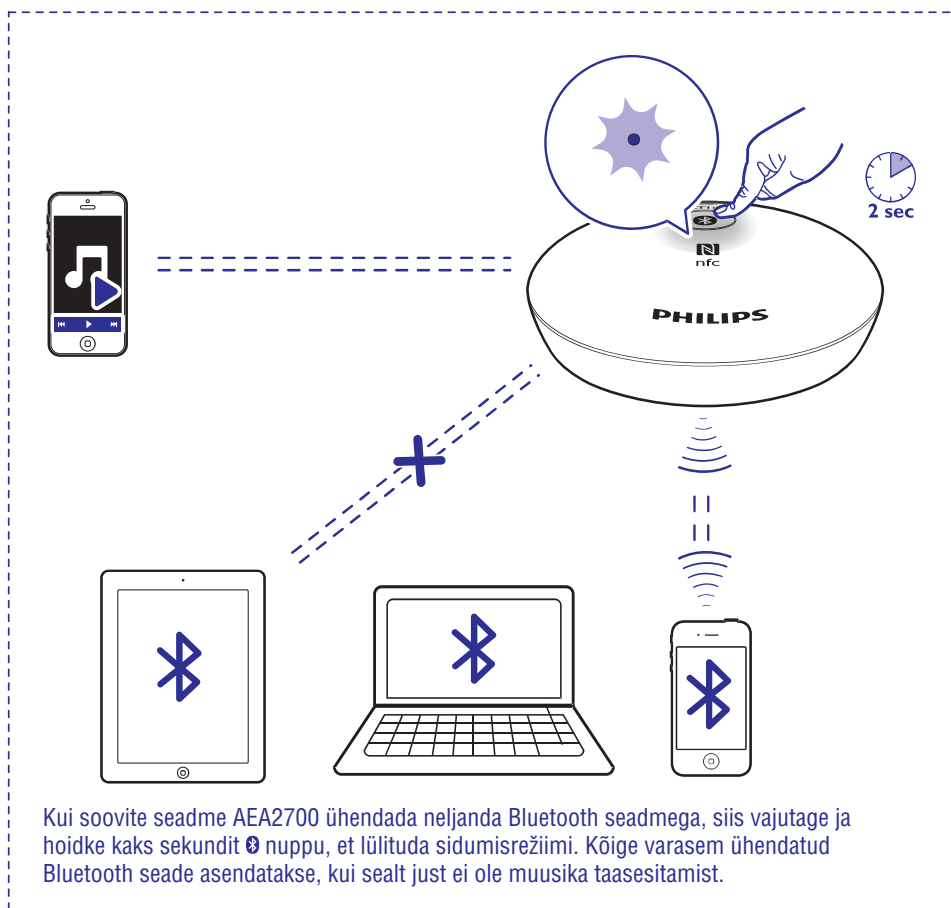 2 sec
nfc
PHILIPS
Kui soovite seadme AEA2700 ühendada neljanda Bluetooth seadmega, siis vajutage ja
hoidke kaks sekundit nuppu, et lülituda sidumisrežiimi. Kõige varasem ühendatud
Bluetooth seade asendatakse, kui sealt just ei ole muusika taasesitamist.